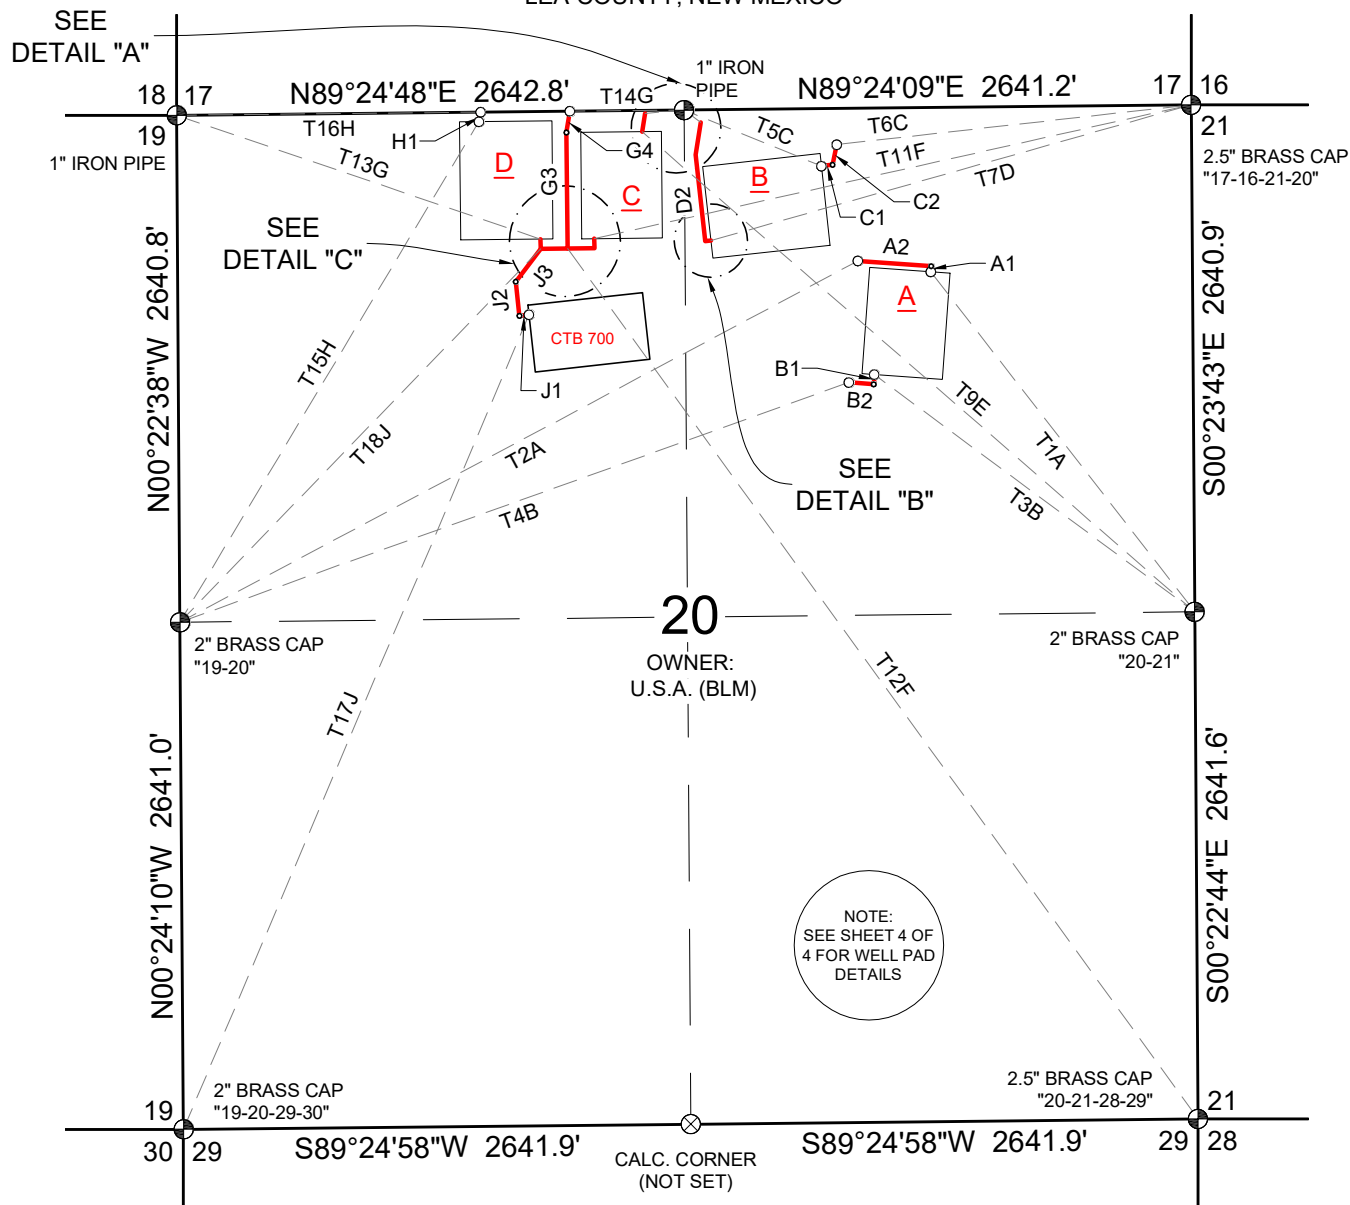 LEA COUNTY, NEW MEXICO
SEE
DETAIL "A"
18
17
N89°24'48"E 2642.8'
T14G
1" IRON
PIPE
N89°24'09"E 2641.2'
17
16
19
1" IRON PIPE
T16H
H1
G4
T5C
T6C
21
2.5" BRASS CAP
"17-16-21-20"
T13G
D
G3
C
D2
B
T11F
T7D
C2
C1
SEE
DETAIL "C"
A2
A1
J3
J2
A
N00°22'38"W 2640.8'
S00°23'43"E 2640.9'
CTB 700
T15H
J1
B1
B2
T9E
T18J
T2A
T1A
SEE
DETAIL "B"
T4B
T3B
20
2" BRASS CAP
"19-20"
OWNER:
U.S.A. (BLM)
2" BRASS CAP
"20-21"
T12F
T17J
N00°24'10"W 2641.0'
S00°22'44"E 2641.6'
NOTE:
SEE SHEET 4 OF
4 FOR WELL PAD
DETAILS
2" BRASS CAP
"19-20-29-30"
2.5" BRASS CAP
"20-21-28-29"
19
21
30
29
S89°24'58"W 2641.9'
CALC. CORNER
(NOT SET)
S89°24'58"W 2641.9'
29
28